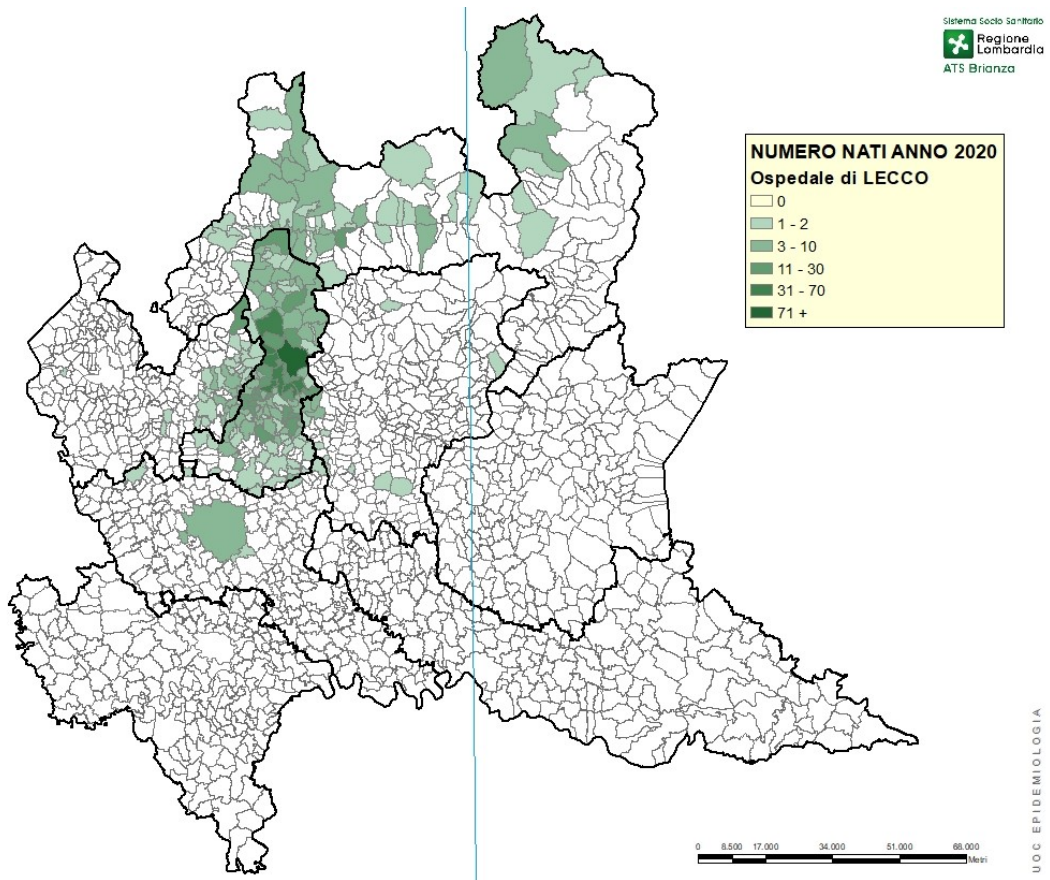 Sistema Socio Sanitario
Regione
Lombardia
ATS Brianza
NUMERO NATI ANNO 2020
Ospedale di LECCO
0
1 - 2
3 - 10
11 - 30
31 - 70
71 +
UOC EPIDEMIOLOGIA
0 8.500 17.000 34.000 51.000 68.000
Metri